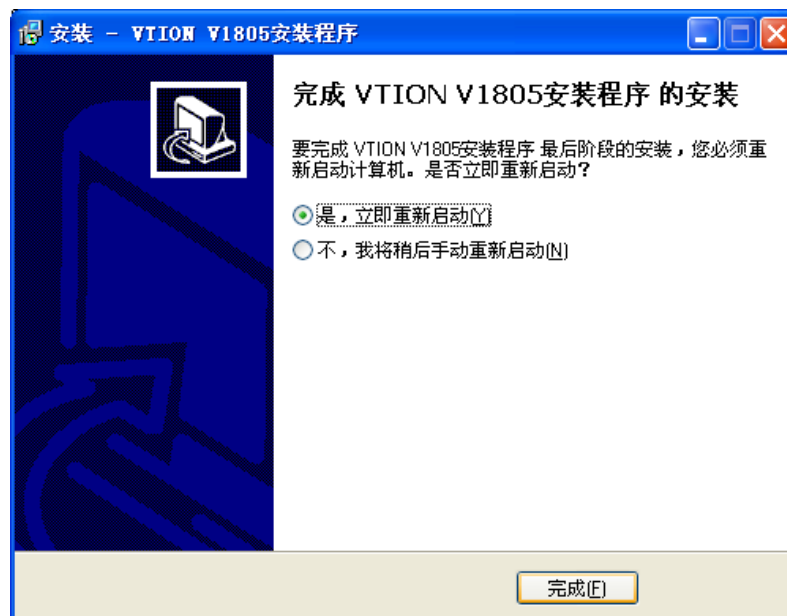 安装 - VTION V1805安装程序
完成 VTION V1805安装程序 的安装
要完成 VTION V1805安装程序 最后阶段的安装，您必须重
新启动计算机。是否立即重新启动？
是，立即重新启动(Y)
不，我将稍后手动重新启动(N)
完成(F)